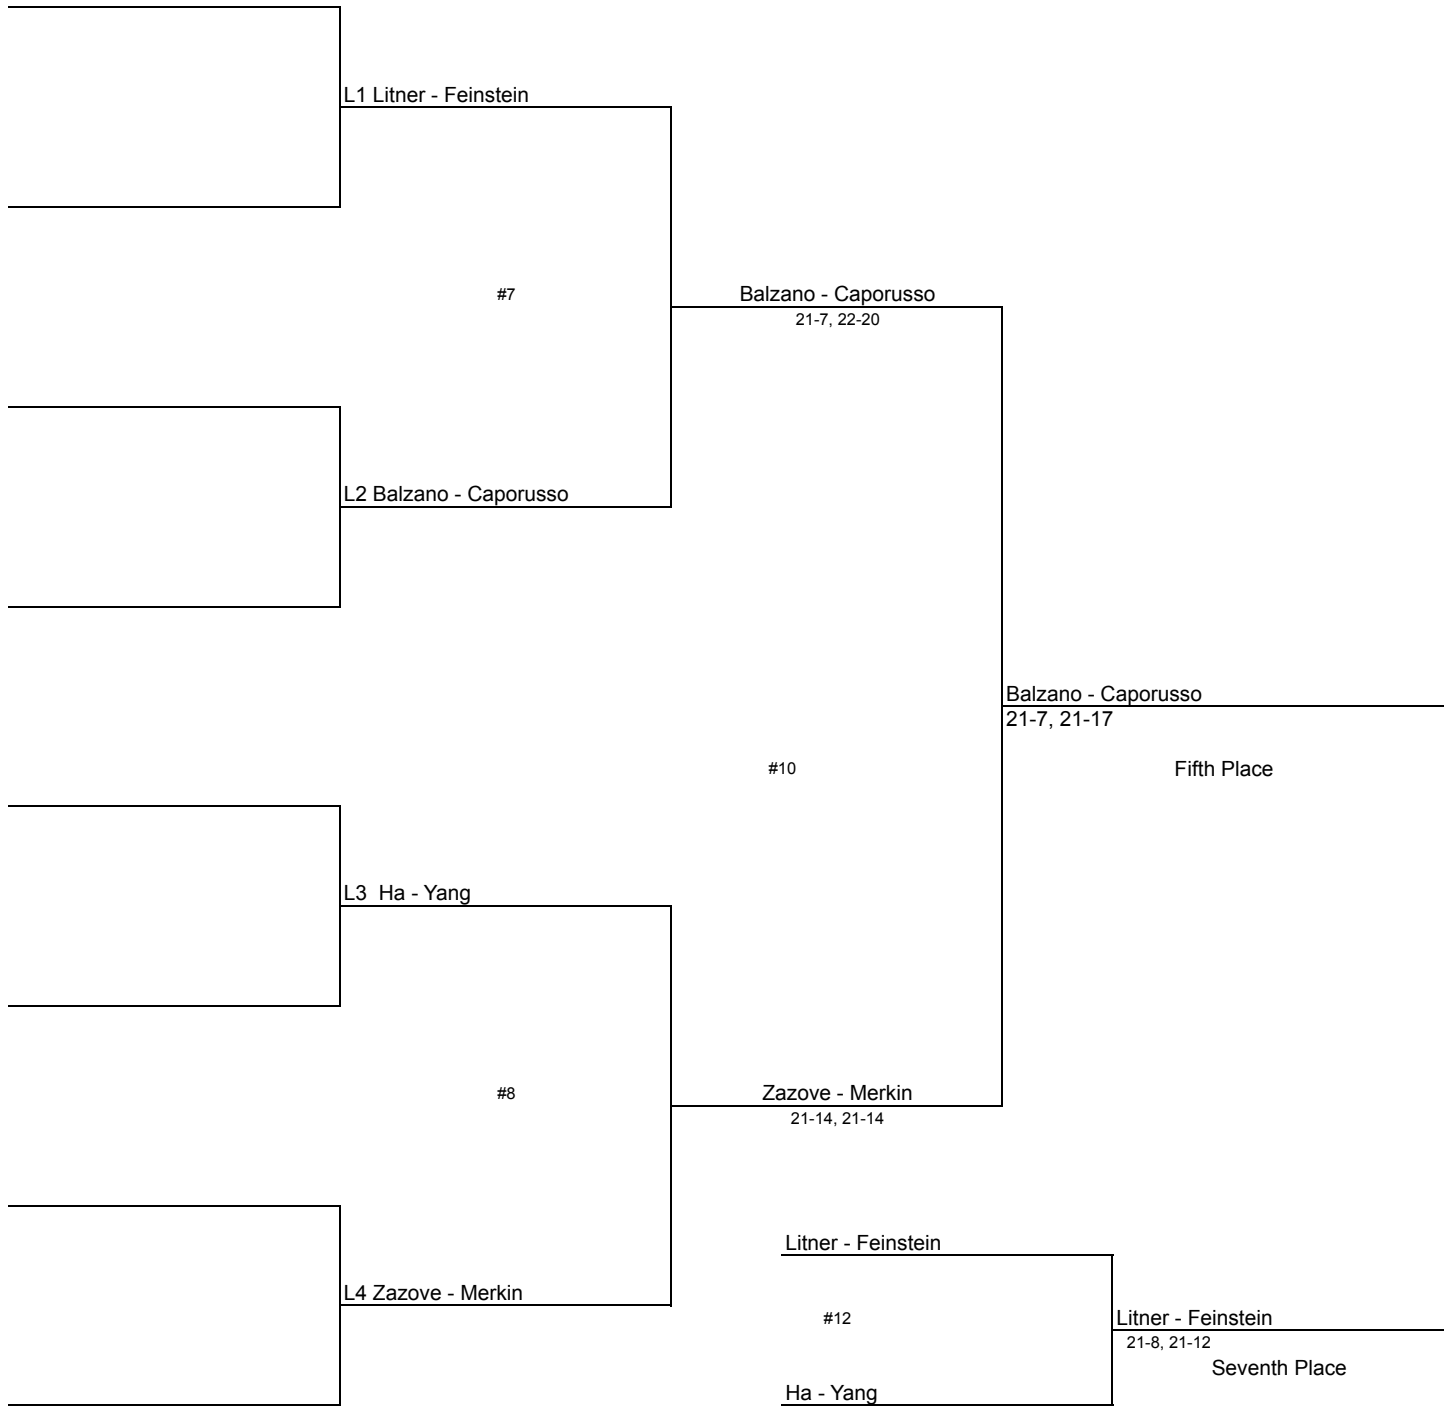 L1 Litner - Feinstein
#7
Balzano - Caporusso
21-7, 22-20
L2 Balzano - Caporusso
Balzano - Caporusso
21-7, 21-17
#10
Fifth Place
L3  Ha - Yang
#8
Zazove - Merkin
21-14, 21-14
Litner - Feinstein
L4 Zazove - Merkin
#12
Litner - Feinstein
21-8, 21-12
Seventh Place
Ha - Yang